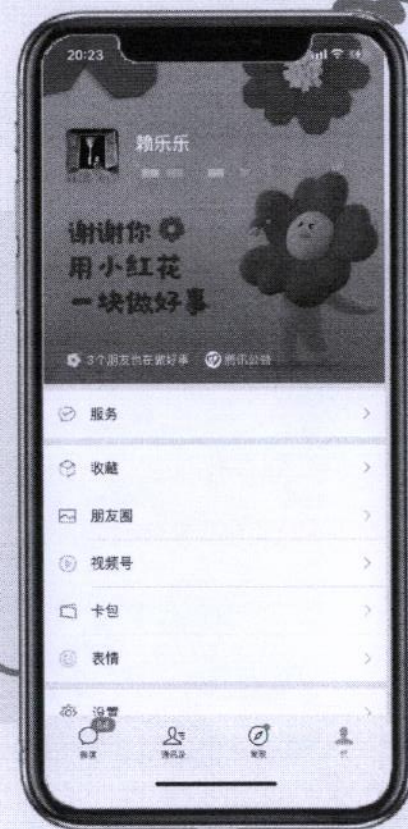 20:23
赖乐乐
谢谢你
用小红花
一块做好事
3个朋友也在做好事 腾讯公益
服务
收藏
朋友圈
视频号
卡包
表情
设置
微信 通讯录 发现